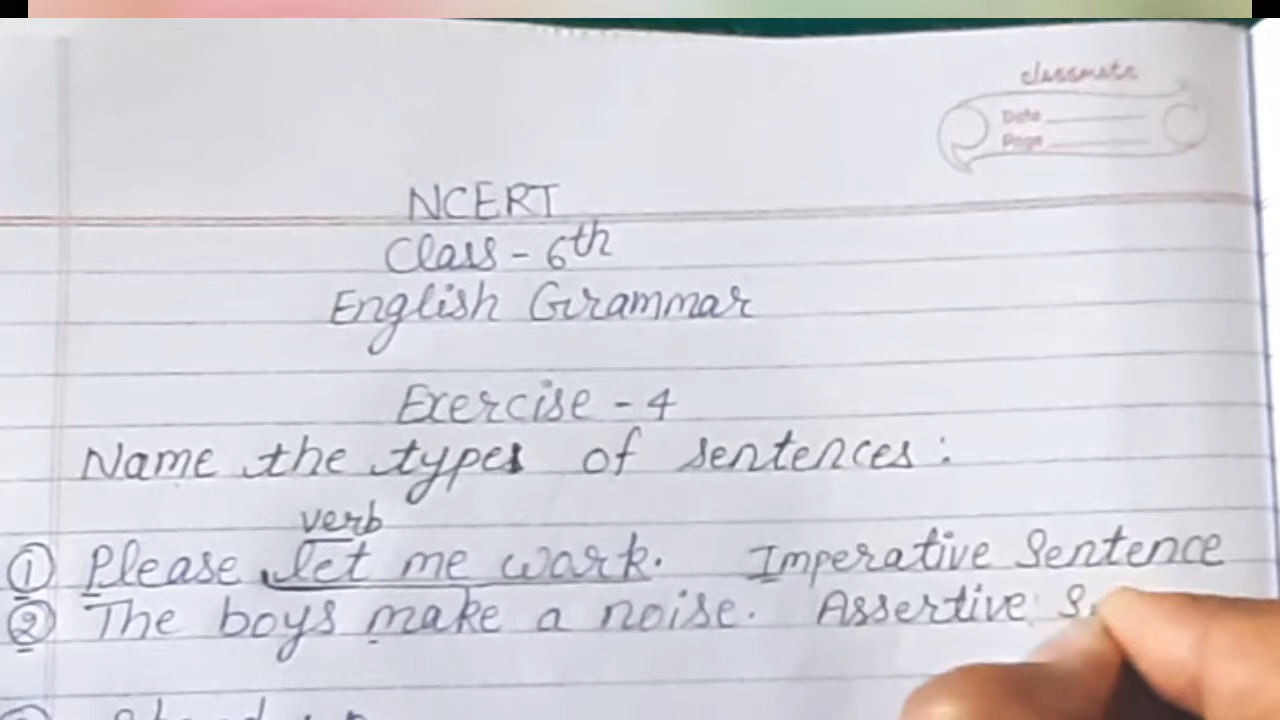 classmate
Date
Page
NCERT
Class - 6th
English Grammar
Exercise - 4
Name the types of sentences :
verb
① Please let me work. Imperative Sentence
② The boys make a noise. Assertive